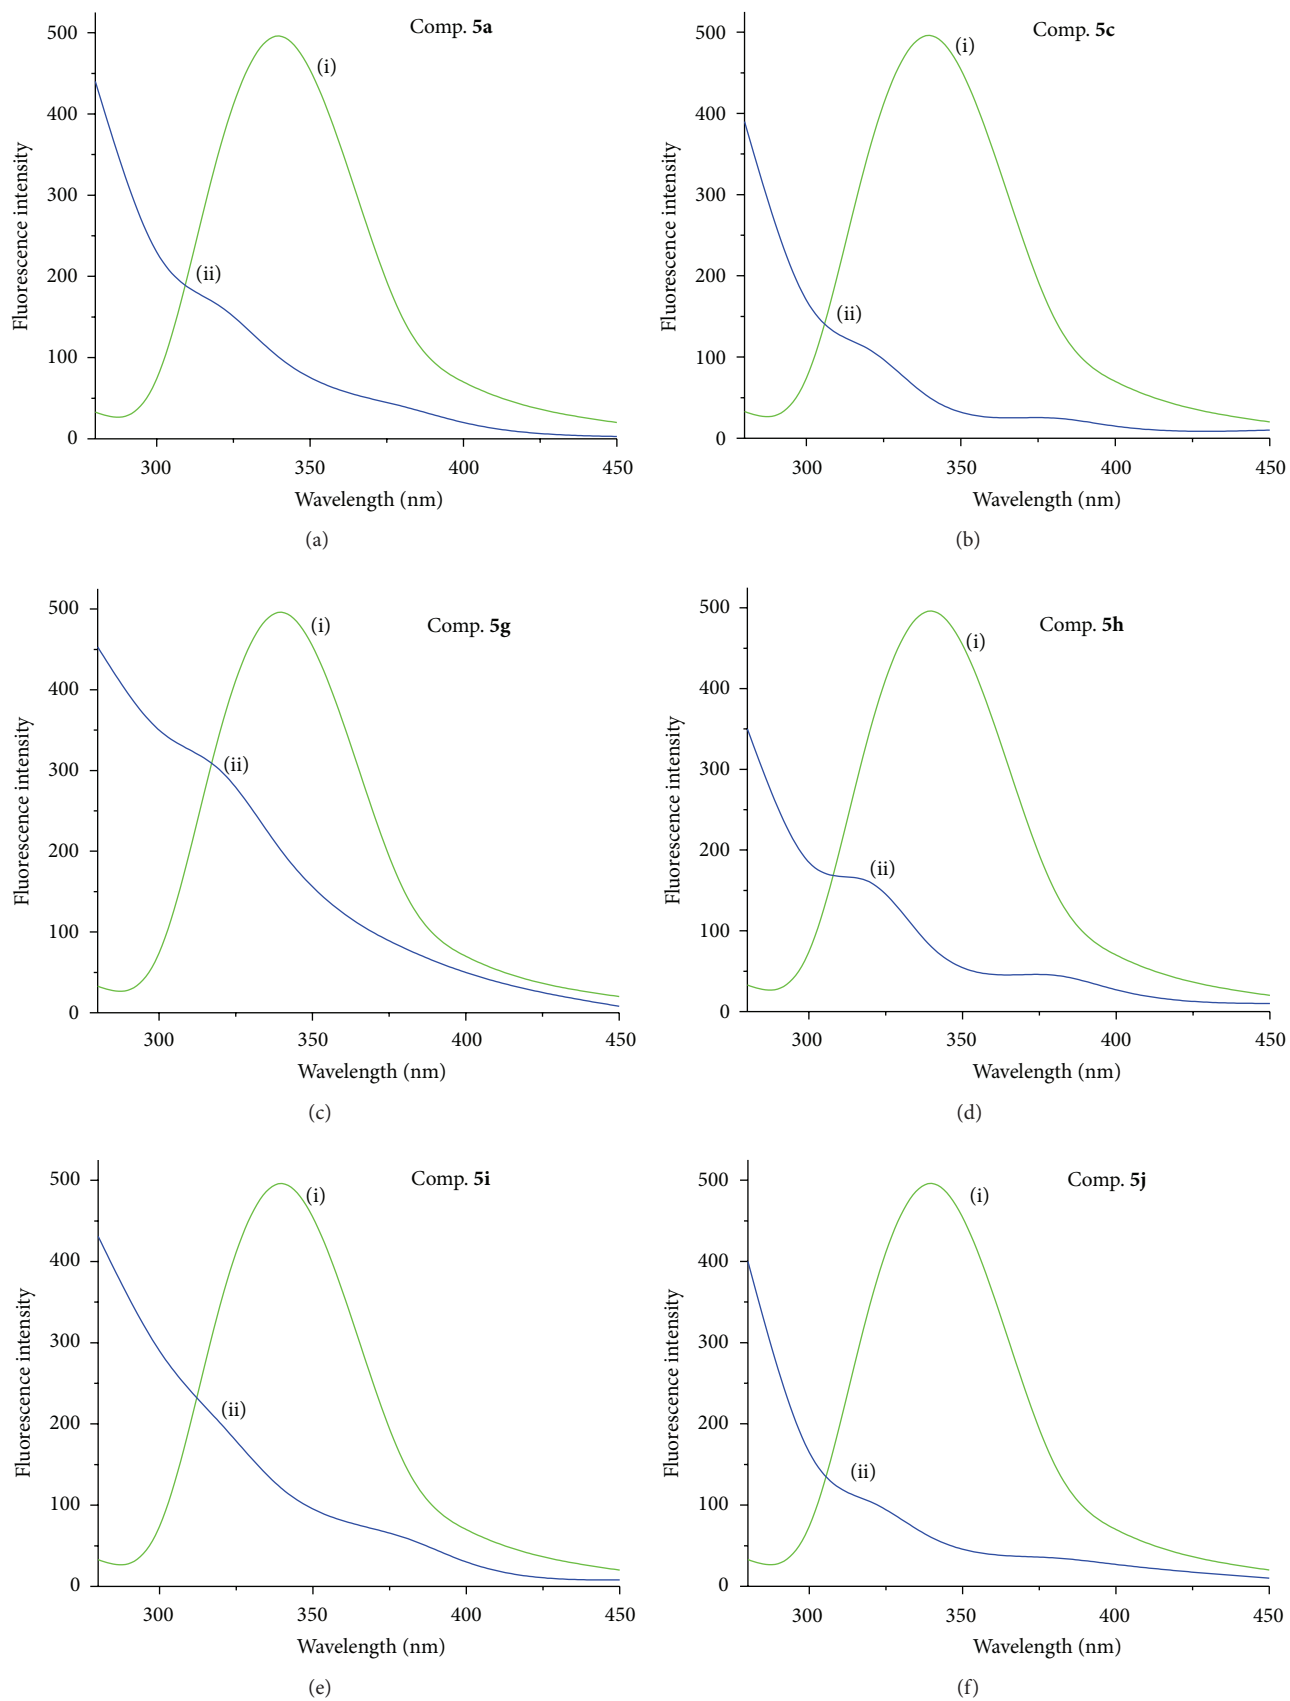 Comp. 5a
(i)
(ii)
Fluorescence intensity
500
400
300
200
100
0
300
350
400
450
Wavelength (nm)
(a)
Comp. 5c
(i)
(ii)
Fluorescence intensity
500
400
300
200
100
0
300
350
400
450
Wavelength (nm)
(b)
Comp. 5g
(i)
(ii)
Fluorescence intensity
500
400
300
200
100
0
300
350
400
450
Wavelength (nm)
(c)
Comp. 5h
(i)
(ii)
Fluorescence intensity
500
400
300
200
100
0
300
350
400
450
Wavelength (nm)
(d)
Comp. 5i
(i)
(ii)
Fluorescence intensity
500
400
300
200
100
0
300
350
400
450
Wavelength (nm)
(e)
Comp. 5j
(i)
(ii)
Fluorescence intensity
500
400
300
200
100
0
300
350
400
450
Wavelength (nm)
(f)